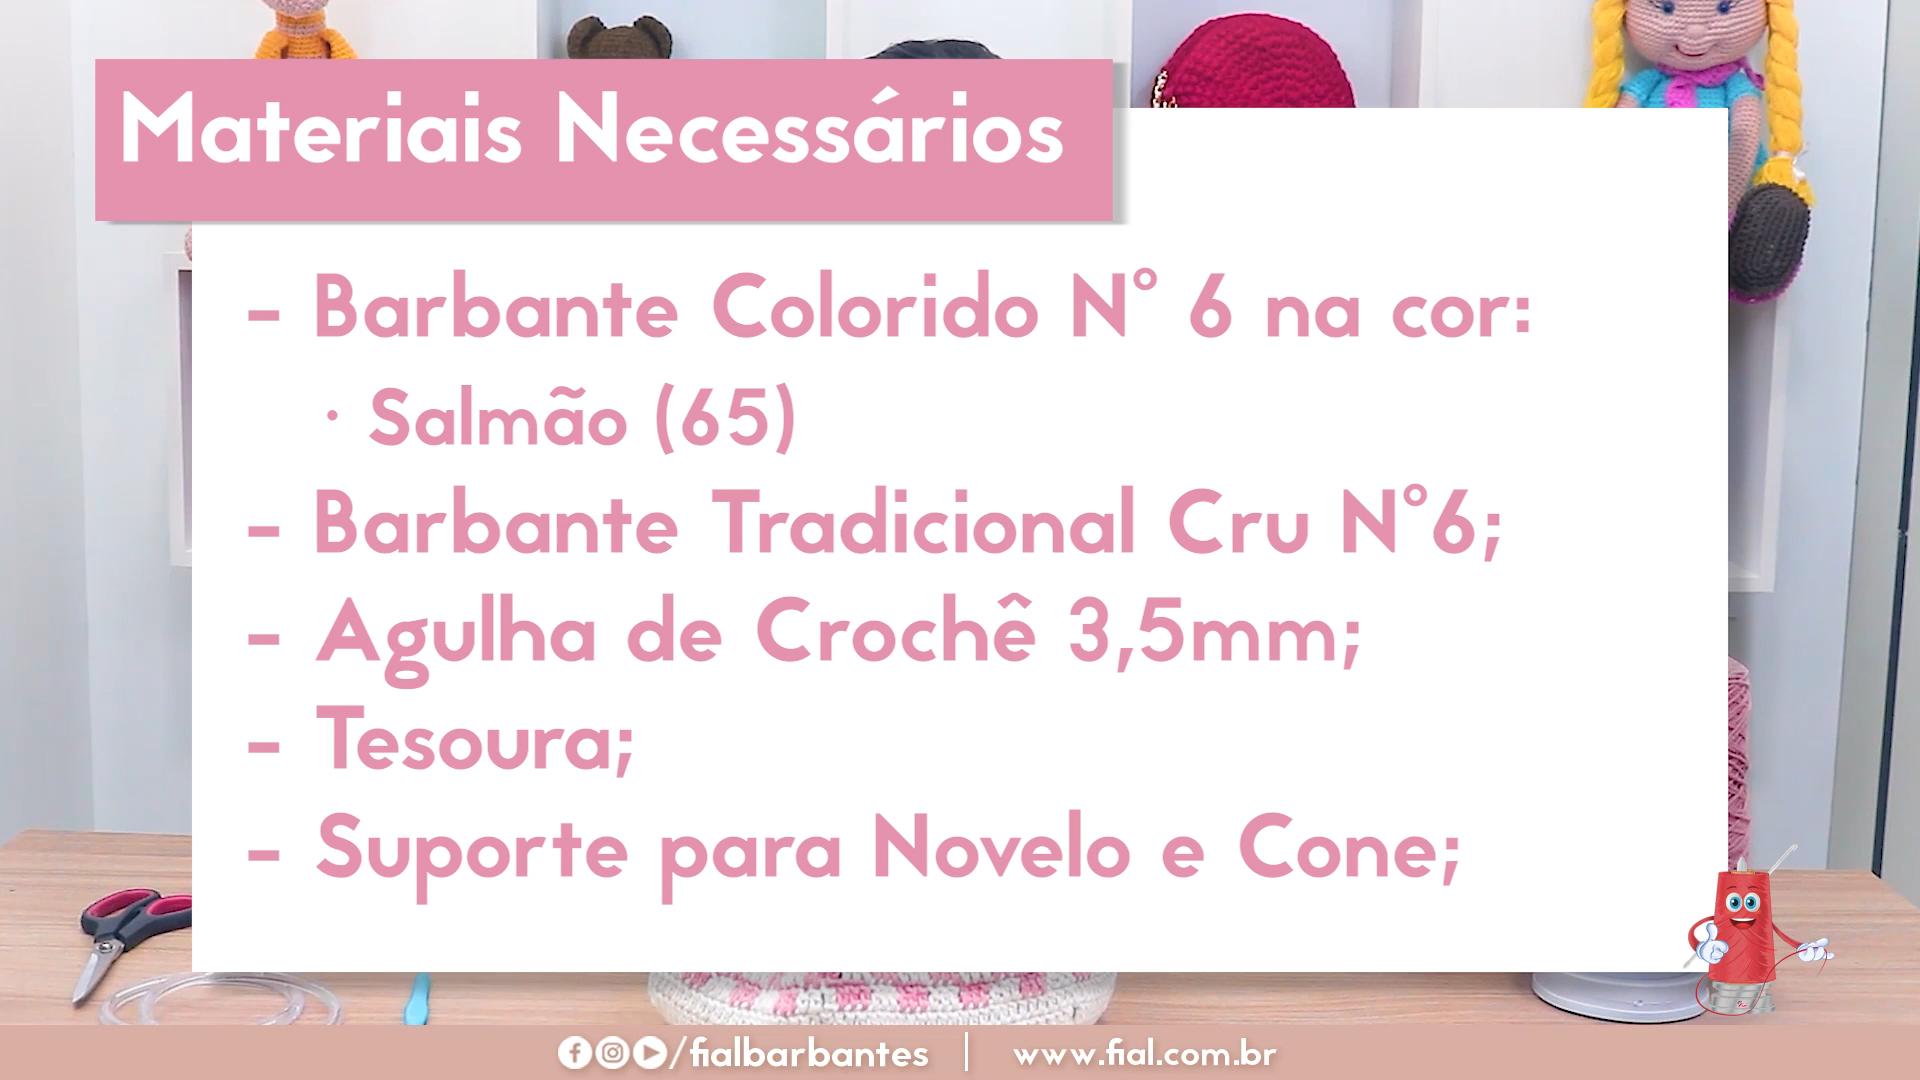 Materiais Necessários
- Barbante Colorido N° 6 na cor:
· Salmão (65)
- Barbante Tradicional Cru N°6;
- Agulha de Crochê 3,5mm;
- Tesoura;
- Suporte para Novelo e Cone;
/fialbarbantes | www.fial.com.br